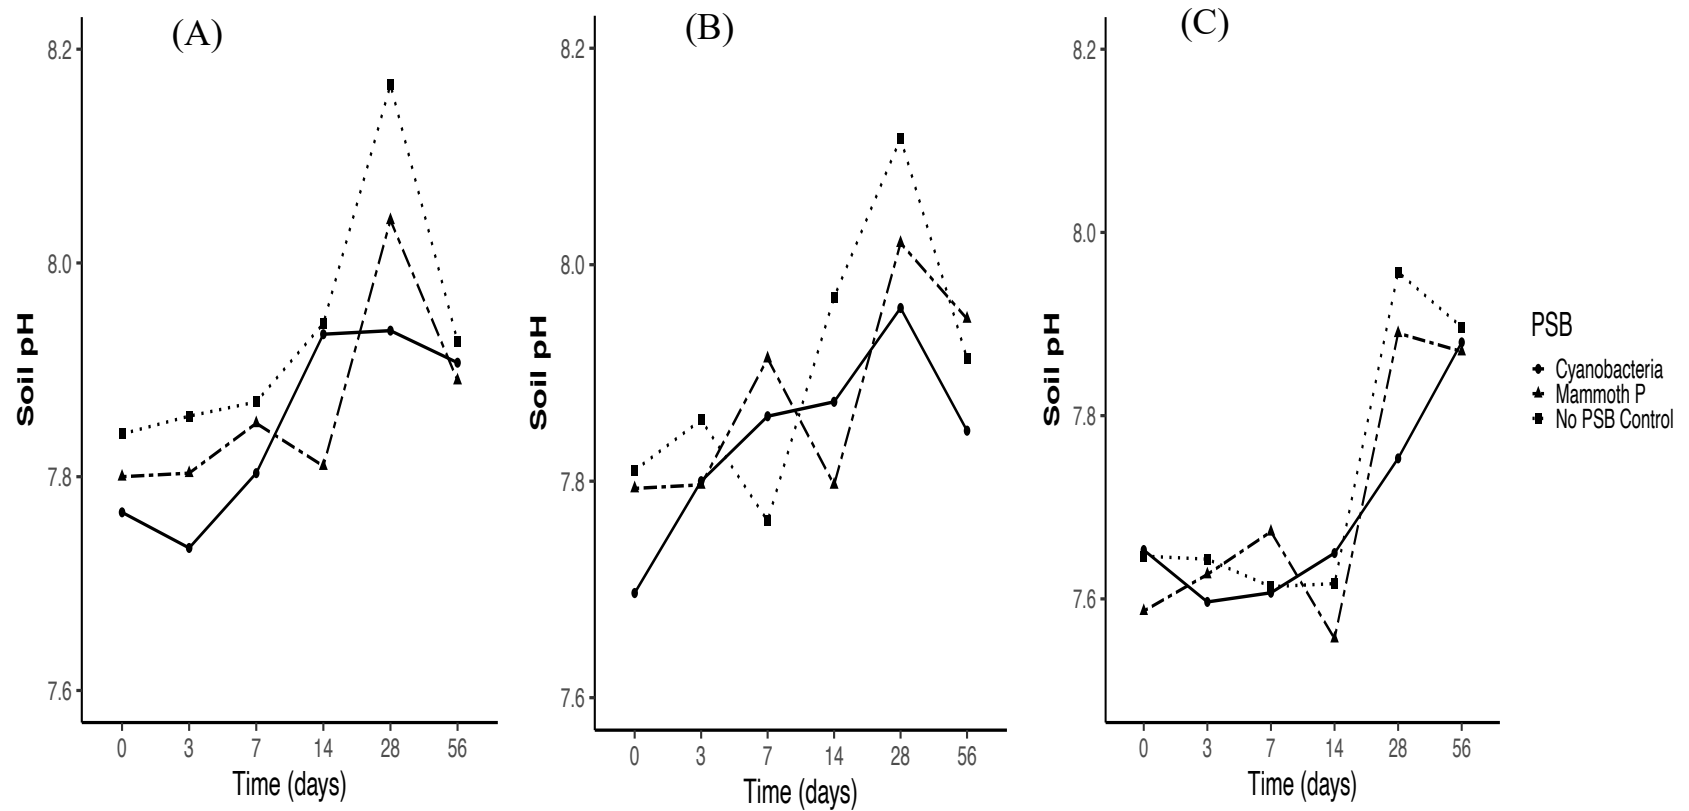 (A)
Soil pH
8.2
8.0
7.8
7.6
0 3 7 14 28 56
Time (days)
(B)
Soil pH
8.2
8.0
7.8
7.6
0 3 7 14 28 56
Time (days)
(C)
Soil pH
8.2
8.0
7.8
7.6
0 3 7 14 28 56
Time (days)
PSB
Cyanobacteria
Mammoth P
No PSB Control